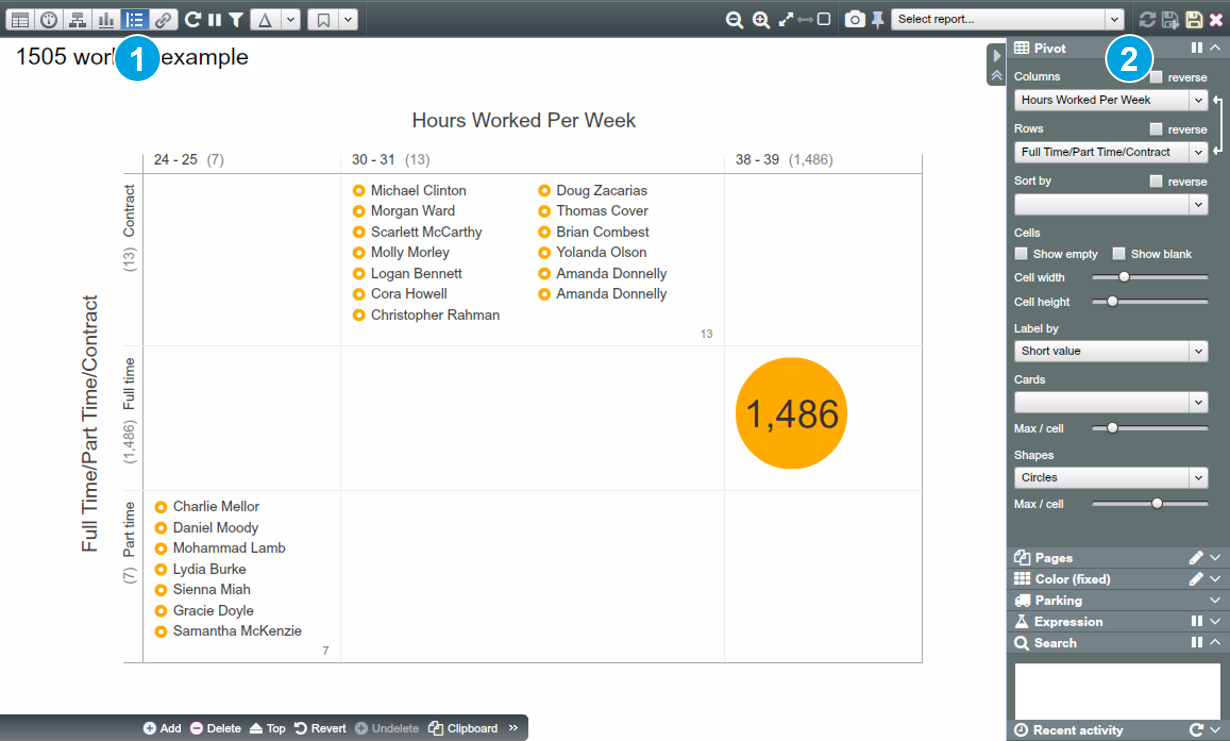 Select report...
1505 wor example
1
2
Pivot
Columns
reverse
Hours Worked Per Week
Rows
reverse
Full Time/Part Time/Contract
Sort by
reverse
Cells
Show empty
Show blank
Cell width
Cell height
Label by
Short value
Cards
Max / cell
Shapes
Circles
Max / cell
Pages
Color (fixed)
Parking
Expression
Search
Recent activity
Hours Worked Per Week
24 - 25 (7)
30 - 31 (13)
38 - 39 (1,486)
Full Time/Part Time/Contract
(13) Contract
Michael Clinton
Morgan Ward
Scarlett McCarthy
Molly Morley
Logan Bennett
Cora Howell
Christopher Rahman
Doug Zacarias
Thomas Cover
Brian Combest
Yolanda Olson
Amanda Donnelly
Amanda Donnelly
13
(1,486) Full time
1,486
(7) Part time
Charlie Mellor
Daniel Moody
Mohammad Lamb
Lydia Burke
Sienna Miah
Gracie Doyle
Samantha McKenzie
7
Add Delete Top Revert Undelete Clipboard »